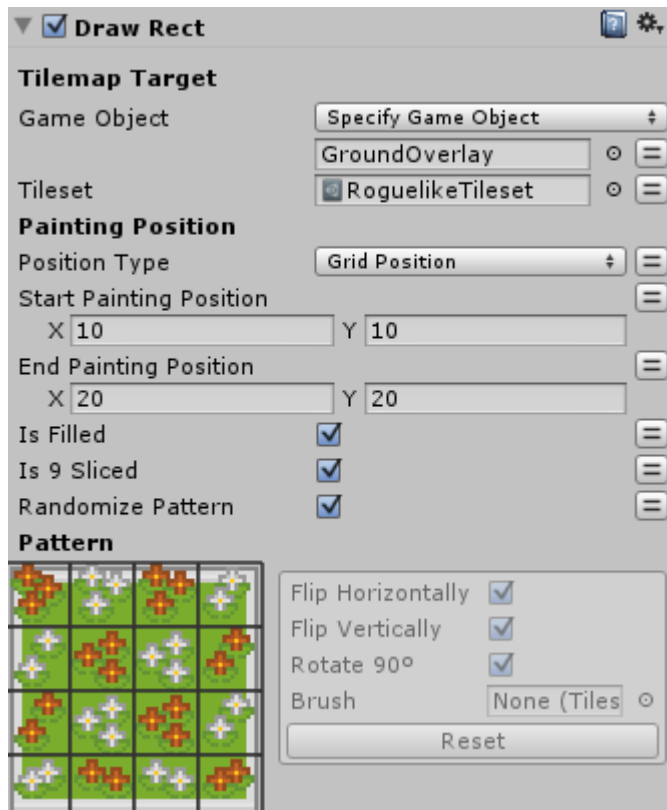 Draw Rect
Tilemap Target
Game Object Specify Game Object
GroundOverlay
Tileset RoguelikeTileset
Painting Position
Position Type Grid Position
Start Painting Position
X 10 Y 10
End Painting Position
X 20 Y 20
Is Filled
Is 9 Sliced
Randomize Pattern
Pattern
Flip Horizontally
Flip Vertically
Rotate 90º
Brush None (Tiles
Reset